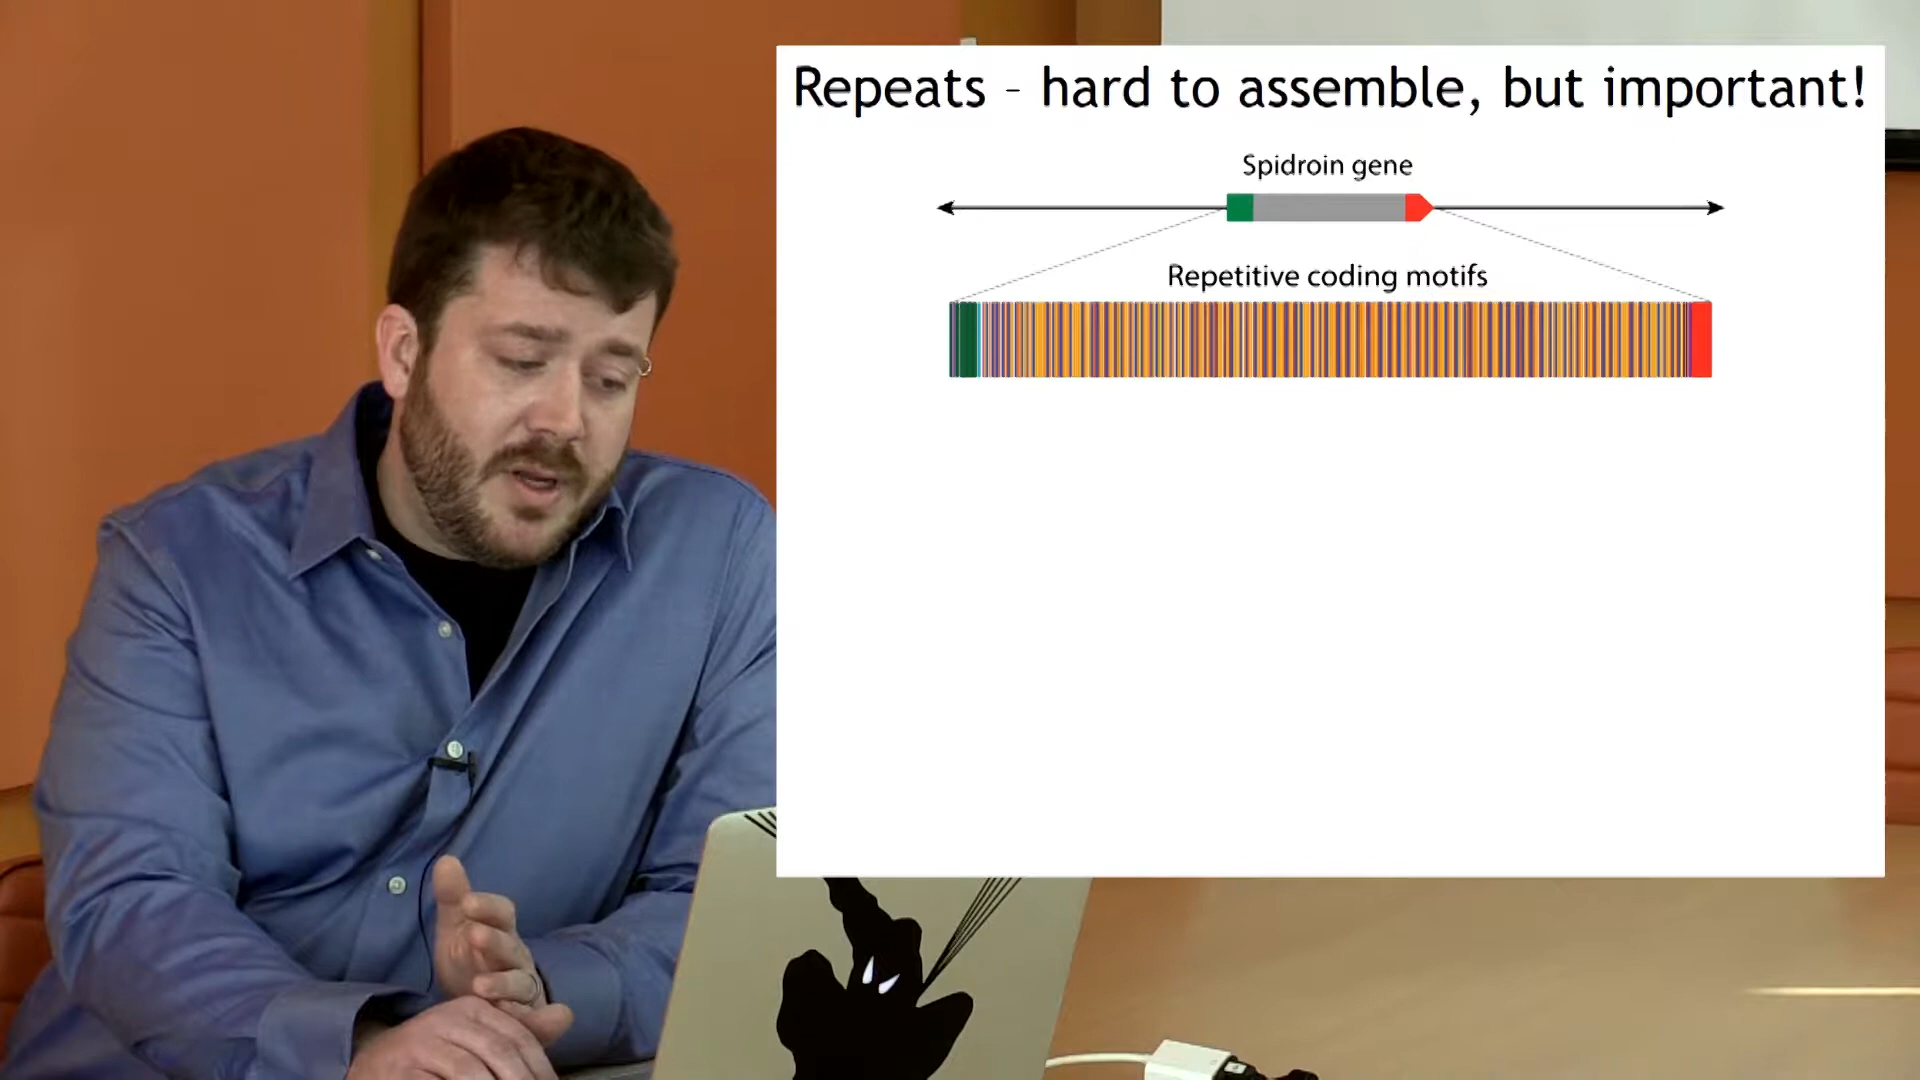 Repeats - hard to assemble, but important!
Spidroin gene
Repetitive coding motifs